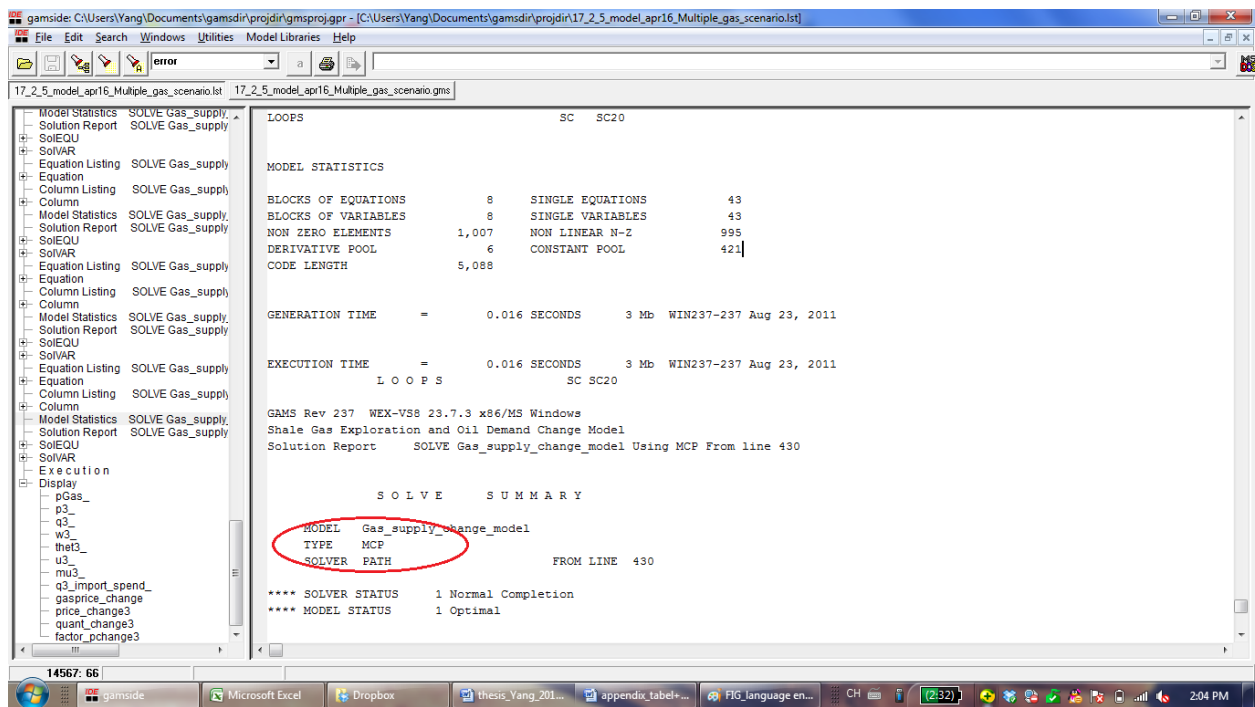 gamside: C:\Users\Yang\Documents\gamsdir\projdir\gmsproj.gpr - [C:\Users\Yang\Documents\gamsdir\projdir\17_2_5_model_apr16_Multiple_gas_scenario.lst]
IDE File Edit Search Windows Utilities Model Libraries Help
error a
17_2_5_model_apr16_Multiple_gas_scenario.lst 17_2_5_model_apr16_Multiple_gas_scenario.gms
Model Statistics SOLVE Gas_supply_
Solution Report SOLVE Gas_supply
SolEQU
SolVAR
Equation Listing SOLVE Gas_supply
Equation
Column Listing SOLVE Gas_supply
Column
Model Statistics SOLVE Gas_supply_
Solution Report SOLVE Gas_supply
SolEQU
SolVAR
Equation Listing SOLVE Gas_supply
Equation
Column Listing SOLVE Gas_supply
Column
Model Statistics SOLVE Gas_supply_
Solution Report SOLVE Gas_supply
SolEQU
SolVAR
Equation Listing SOLVE Gas_supply
Equation
Column Listing SOLVE Gas_supply
Column
Model Statistics SOLVE Gas_supply_
Solution Report SOLVE Gas_supply
SolEQU
SolVAR
Execution
Display
pGas_
p3_
q3_
w3_
thet3_
u3_
mu3_
q3_import_spend_
gasprice_change
price_change3
quant_change3
factor_pchange3
LOOPS SC SC20
MODEL STATISTICS
BLOCKS OF EQUATIONS 8 SINGLE EQUATIONS 43
BLOCKS OF VARIABLES 8 SINGLE VARIABLES 43
NON ZERO ELEMENTS 1,007 NON LINEAR N-Z 995
DERIVATIVE POOL 6 CONSTANT POOL 421
CODE LENGTH 5,088
GENERATION TIME = 0.016 SECONDS 3 Mb WIN237-237 Aug 23, 2011
EXECUTION TIME = 0.016 SECONDS 3 Mb WIN237-237 Aug 23, 2011
L O O P S SC SC20
GAMS Rev 237 WEX-VS8 23.7.3 x86/MS Windows
Shale Gas Exploration and Oil Demand Change Model
Solution Report SOLVE Gas_supply_change_model Using MCP From line 430
S O L V E S U M M A R Y
MODEL Gas_supply_change_model
TYPE MCP
SOLVER PATH FROM LINE 430
**** SOLVER STATUS 1 Normal Completion
**** MODEL STATUS 1 Optimal
14567: 66
gamside Microsoft Excel Dropbox thesis_Yang_201... appendix_tabel+... FIG_language en... CH (2:32) 2:04 PM